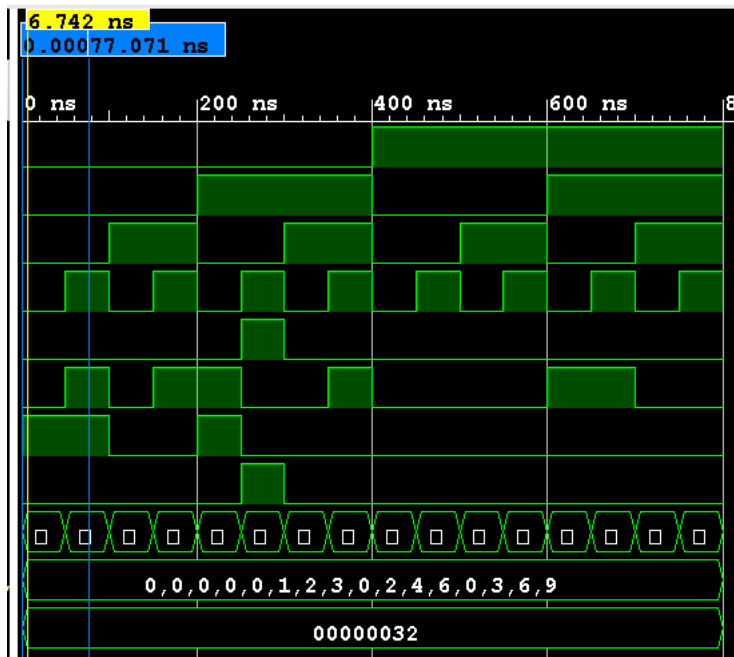 6.742 ns
0.00077.071 ns
0 ns 200 ns 400 ns 600 ns 8
0,0,0,0,0,1,2,3,0,2,4,6,0,3,6,9
00000032